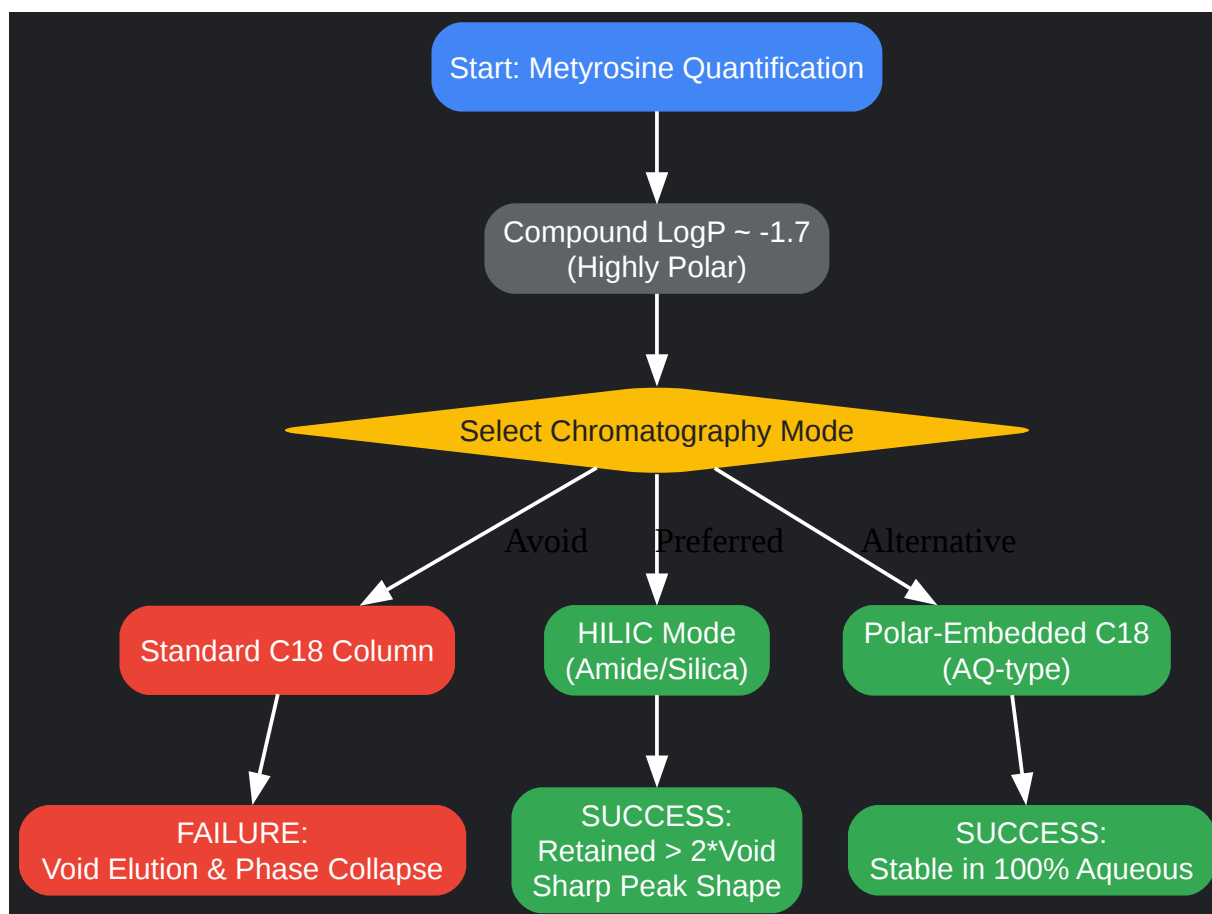 Start: Metyrosine Quantification
Compound LogP ~ -1.7
(Highly Polar)
Select Chromatography Mode
Avoid
Preferred
Alternative
Standard C18 Column
HILIC Mode
(Amide/Silica)
Polar-Embedded C18
(AQ-type)
FAILURE:
Void Elution & Phase Collapse
SUCCESS:
Retained > 2*Void
Sharp Peak Shape
SUCCESS:
Stable in 100% Aqueous